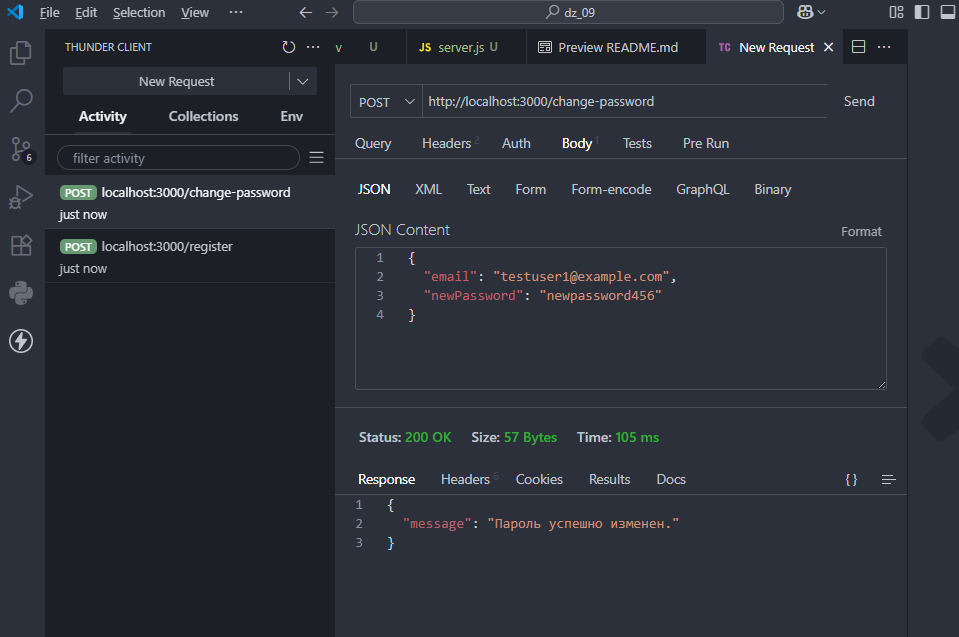 File Edit Selection View ··· dz_09
THUNDER CLIENT ··· v U JS server.js U Preview README.md TC New Request ···
New Request
Activity Collections Env
filter activity
POST localhost:3000/change-password
just now
POST localhost:3000/register
just now
6
POST http://localhost:3000/change-password Send
Query Headers 2 Auth Body 1 Tests Pre Run
JSON XML Text Form Form-encode GraphQL Binary
JSON Content Format
1 {
2 "email": "testuser1@example.com",
3 "newPassword": "newpassword456"
4 }
Status: 200 OK Size: 57 Bytes Time: 105 ms
Response Headers 6 Cookies Results Docs { }
1 {
2 "message": "Пароль успешно изменен."
3 }